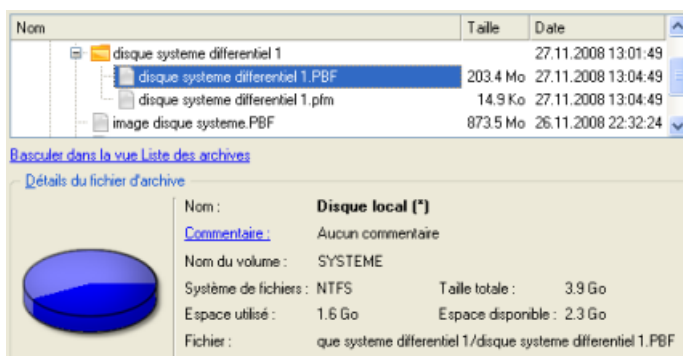 Nom Taille Date
disque systeme differentiel 1 27.11.2008 13:01:49
disque systeme differentiel 1.PBF 203.4 Mo 27.11.2008 13:04:49
disque systeme differentiel 1.pfm 14.9 Ko 27.11.2008 13:04:49
image disque systeme.PBF 873.5 Mo 26.11.2008 22:32:24
Basculer dans la vue Liste des archives
Détails du fichier d'archive
Nom : Disque local (*)
Commentaire : Aucun commentaire
Nom du volume : SYSTEME
Système de fichiers : NTFS Taille totale : 3.9 Go
Espace utilisé : 1.6 Go Espace disponible : 2.3 Go
Fichier : que systeme differentiel 1/disque systeme differentiel 1.PBF